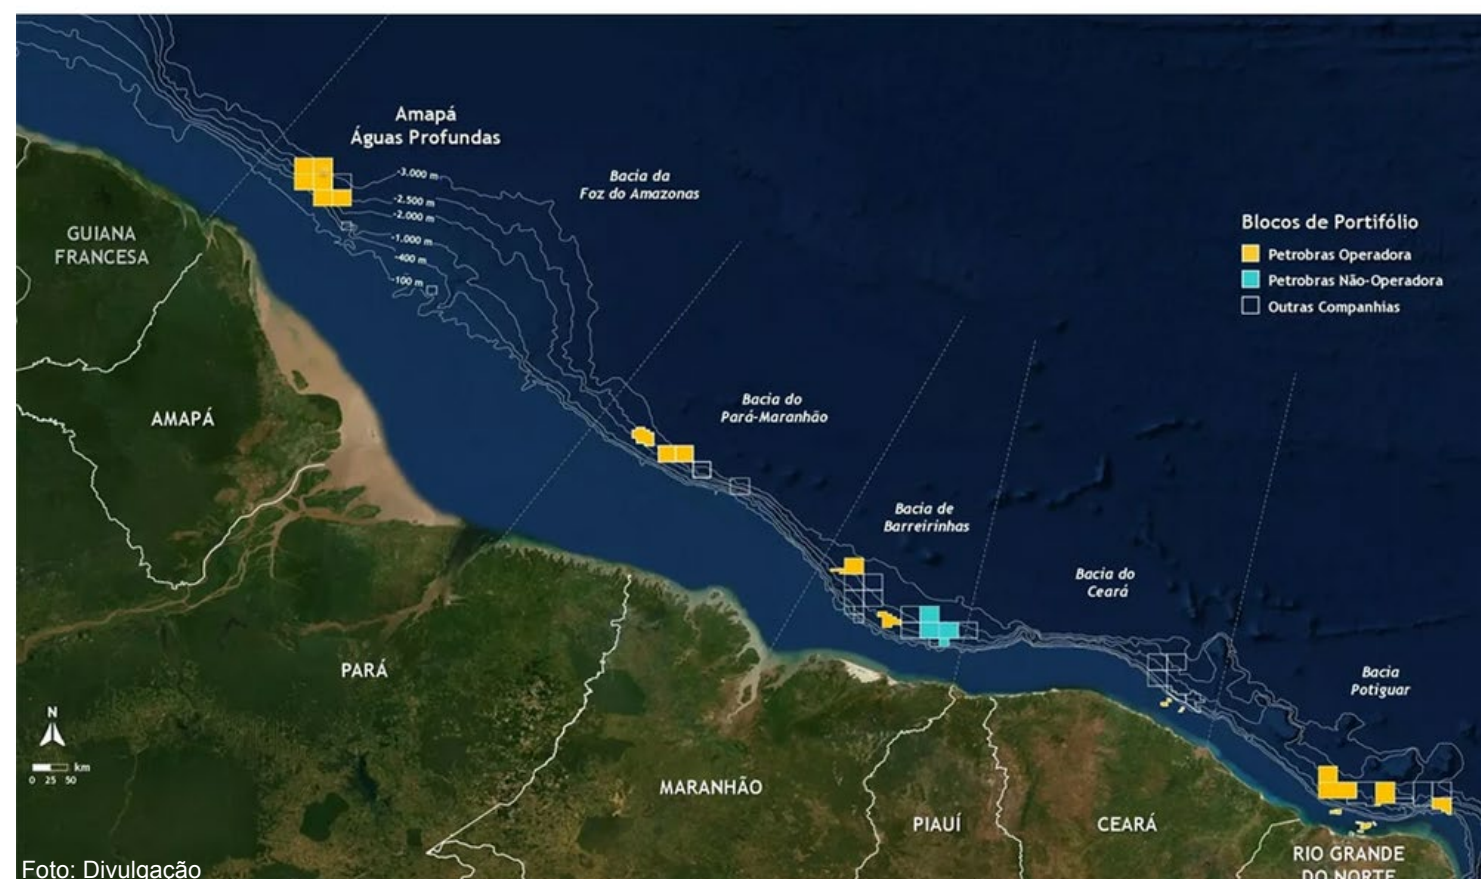 Amapá
Águas Profundas
-3.000 m
-2.500 m
-2.000 m
-1.000 m
-400 m
-100 m
Bacia da
Foz do Amazonas
GUIANA
FRANCESA
Blocos de Portifólio
Petrobras Operadora
Petrobras Não-Operadora
Outras Companhias
AMAPÁ
Bacia do
Pará-Maranhão
Bacia de
Barreirinhas
Bacia do
Ceará
PARÁ
Bacia
Potiguar
N
km
0 25 50
MARANHÃO
PIAUÍ
CEARÁ
RIO GRANDE
DO NORTE
Foto: Divulgação